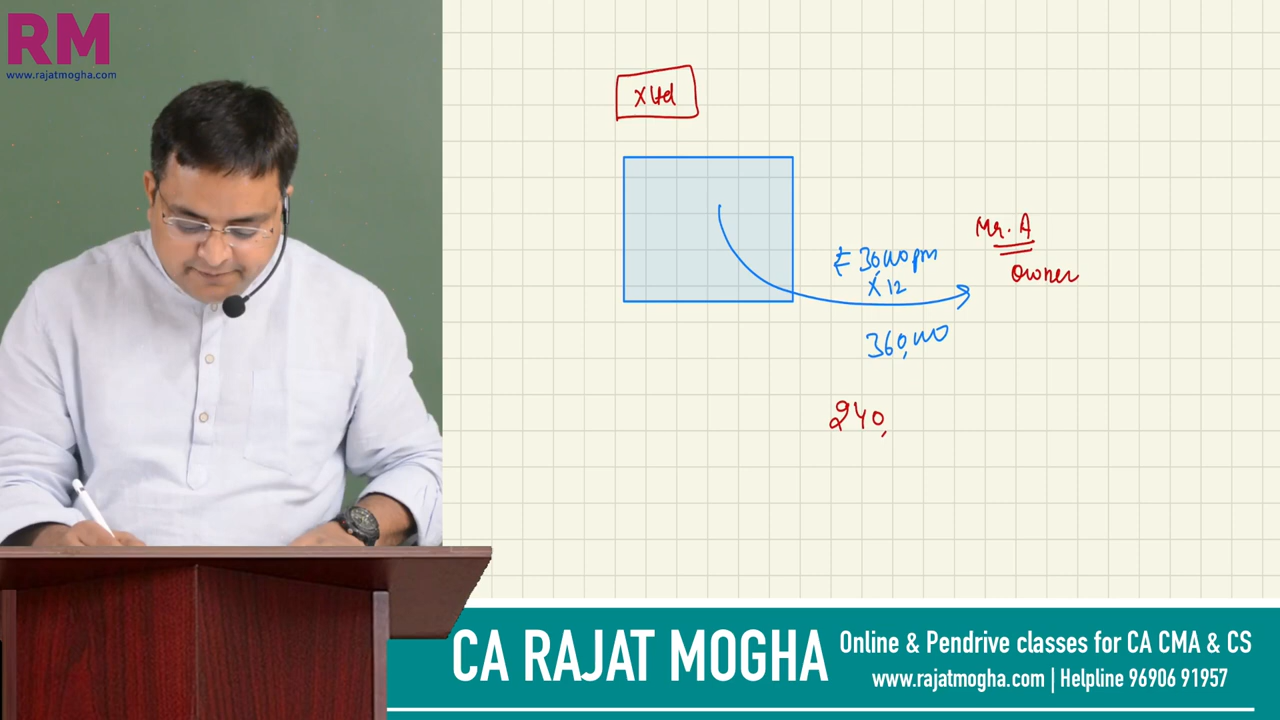 RM
www.rajatmogha.com
X Ltd
Mr. A
Owner
₹ 30,000 pm
X 12
360,000
240,
CA RAJAT MOGHA
Online & Pendrive classes for CA CMA & CS
www.rajatmogha.com | Helpline 96906 91957